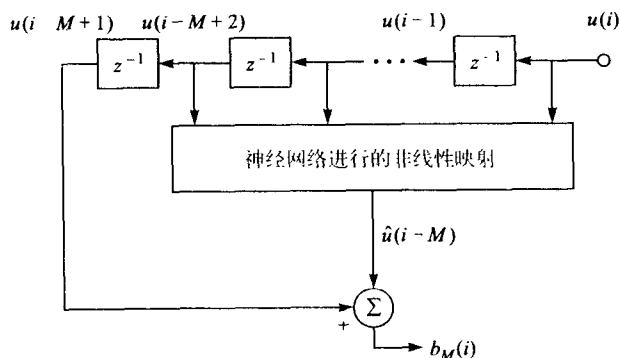 u(i M+1) u(i−M+2) u(i−1) u(i)
z⁻¹ z⁻¹ ··· z⁻¹
神经网络进行的非线性映射
û(i−M)
Σ
+
b_M(i)